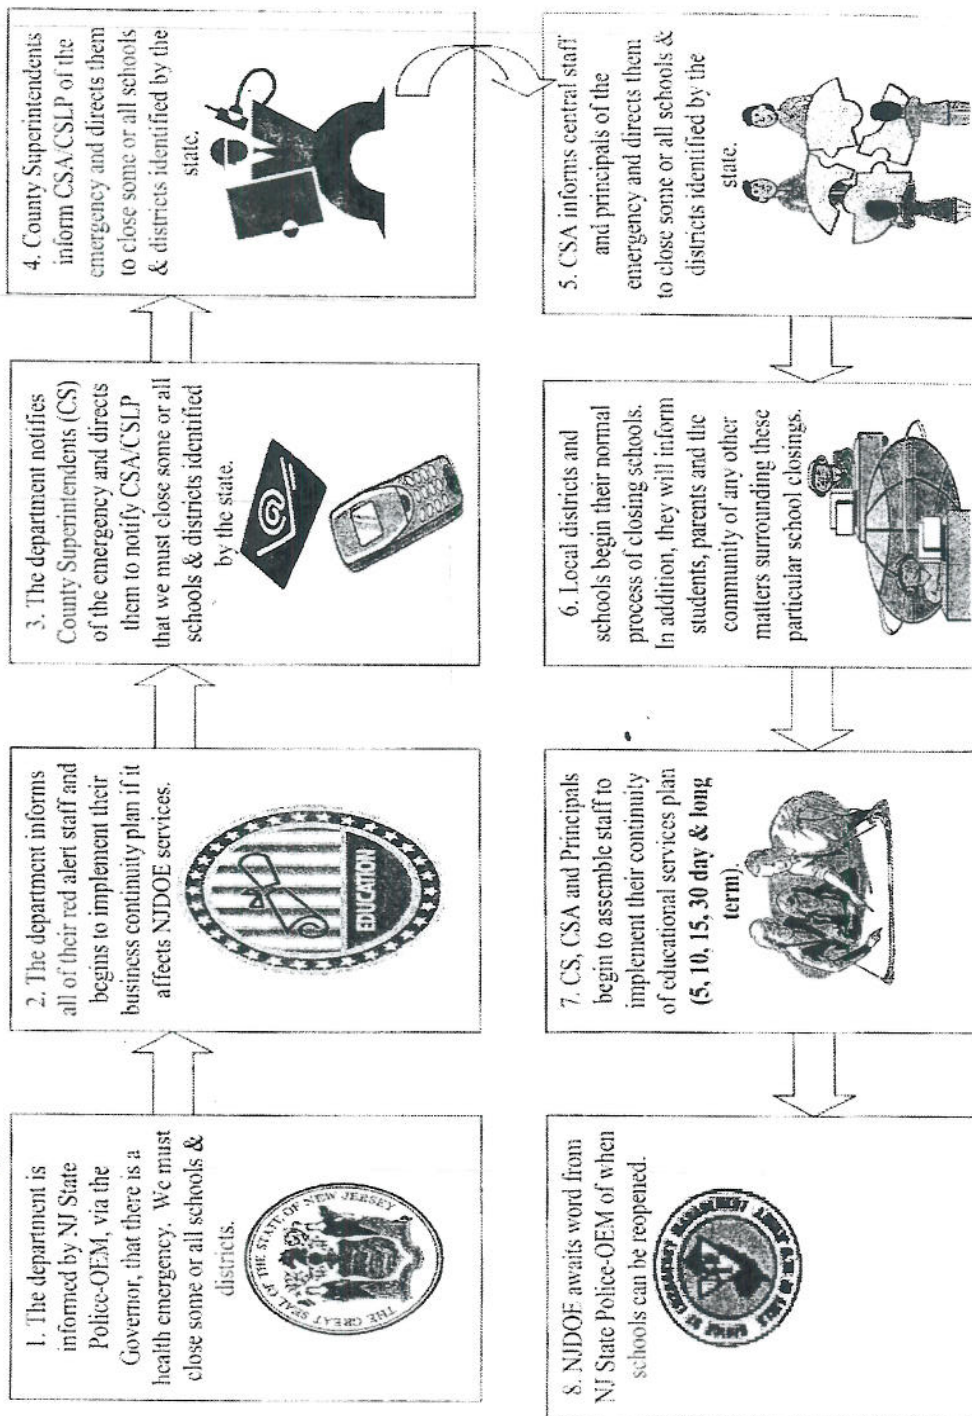 1. The department is
informed by NJ State
Police-OEM, via the
Governor, that there is a
health emergency. We must
close some or all schools &
districts.
THE GREAT SEAL OF THE STATE OF NEW JERSEY
2. The department informs
all of their red alert staff and
begins to implement their
business continuity plan if it
affects NJDOE services.
EDUCATION
3. The department notifies
County Superintendents (CS)
of the emergency and directs
them to notify CSA/CSLP
that we must close some or all
schools & districts identified
by the state.
@
4. County Superintendents
inform CSA/CSLP of the
emergency and directs them
to close some or all schools
& districts identified by the
state.
5. CSA informs central staff
and principals of the
emergency and directs them
to close some or all schools &
districts identified by the
state.
6. Local districts and
schools begin their normal
process of closing schools.
In addition, they will inform
students, parents and the
community of any other
matters surrounding these
particular school closings.
7. CS, CSA and Principals
begin to assemble staff to
implement their continuity
of educational services plan
(5, 10, 15, 30 day & long
term).
8. NJDOE awaits word from
NJ State Police-OEM of when
schools can be reopened.